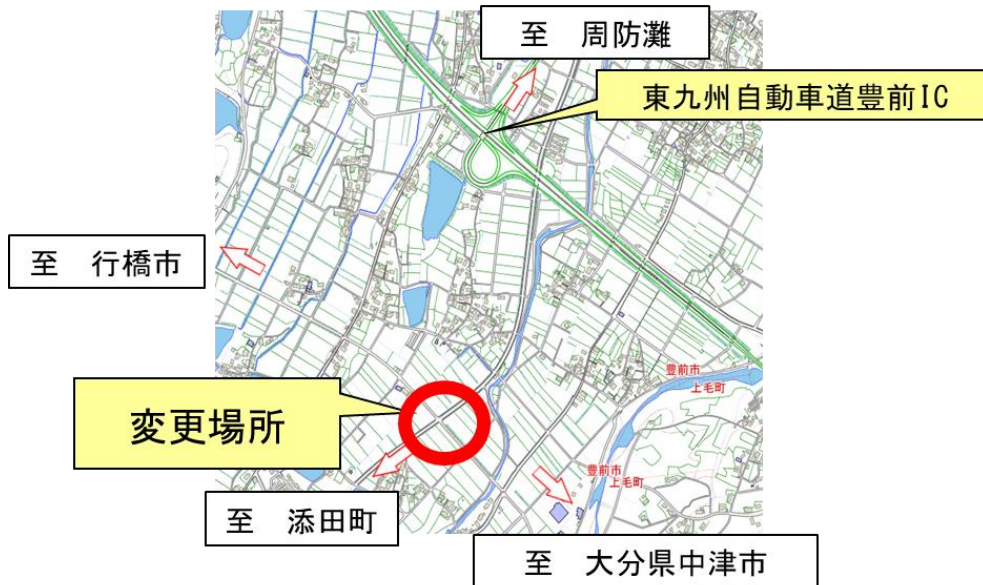 至　周防灘
東九州自動車道豊前IC
至　行橋市
豊前市
上毛町
変更場所
豊前市
上毛町
至　添田町
至　大分県中津市